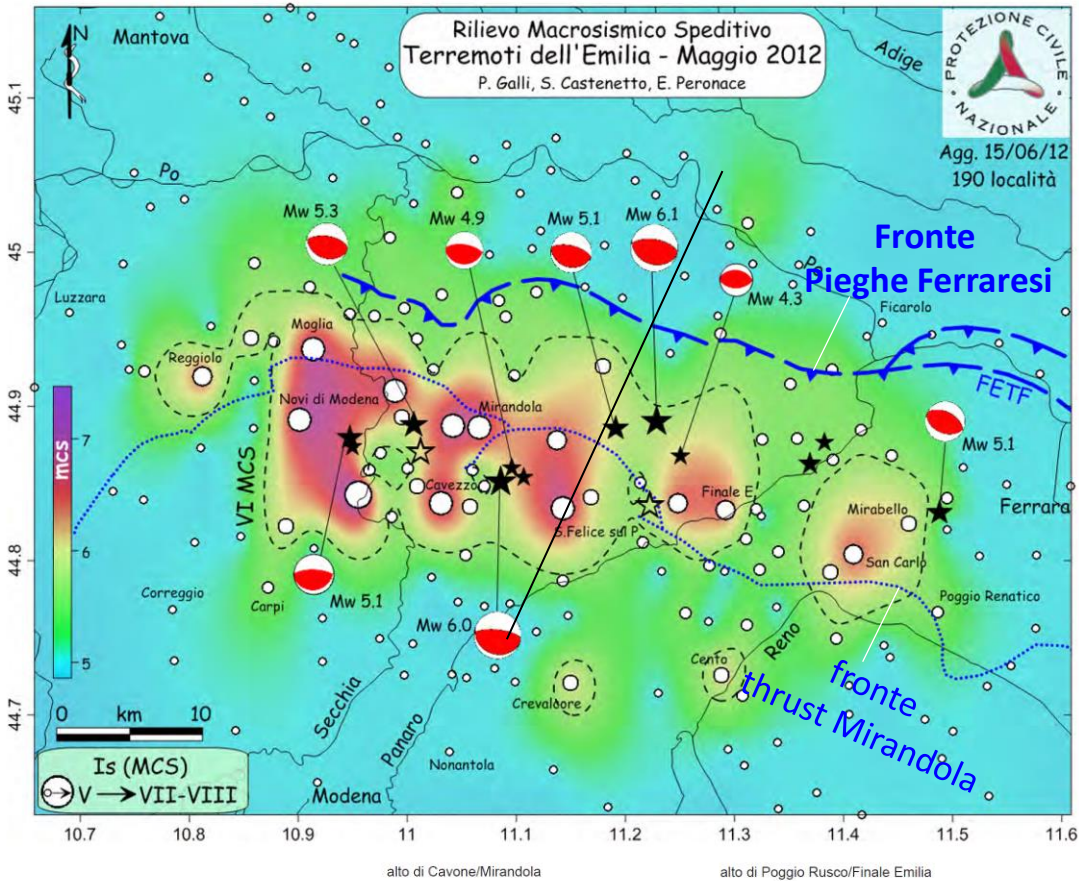 Rilievo Macrosismico Speditivo
Terremoti dell'Emilia - Maggio 2012
P. Galli, S. Castenetto, E. Peronace
PROTEZIONE CIVILE
NAZIONALE
Agg. 15/06/12
190 località
N
Mantova
Adige
Po
Mw 5.3
Mw 4.9
Mw 5.1
Mw 6.1
Mw 4.3
Po
Fronte
Pieghe Ferraresi
Luzzara
Ficarolo
Moglia
Reggiolo
FETF
Novi di Modena
Mirandola
Mw 5.1
mcs
7
6
5
VI MCS
Cavezzo
Finale E.
S.Felice sul P.
Mirabello
Ferrara
San Carlo
Correggio
Carpi
Mw 5.1
Mw 6.0
Poggio Renatico
Cento
Reno
Crevalcore
fronte
thrust Mirandola
0 km 10
Secchia
Panaro
Nonantola
Modena
Is (MCS)
V VII-VIII
45.1
45
44.9
44.8
44.7
10.7 10.8 10.9 11 11.1 11.2 11.3 11.4 11.5 11.6
alto di Cavone/Mirandola
alto di Poggio Rusco/Finale Emilia